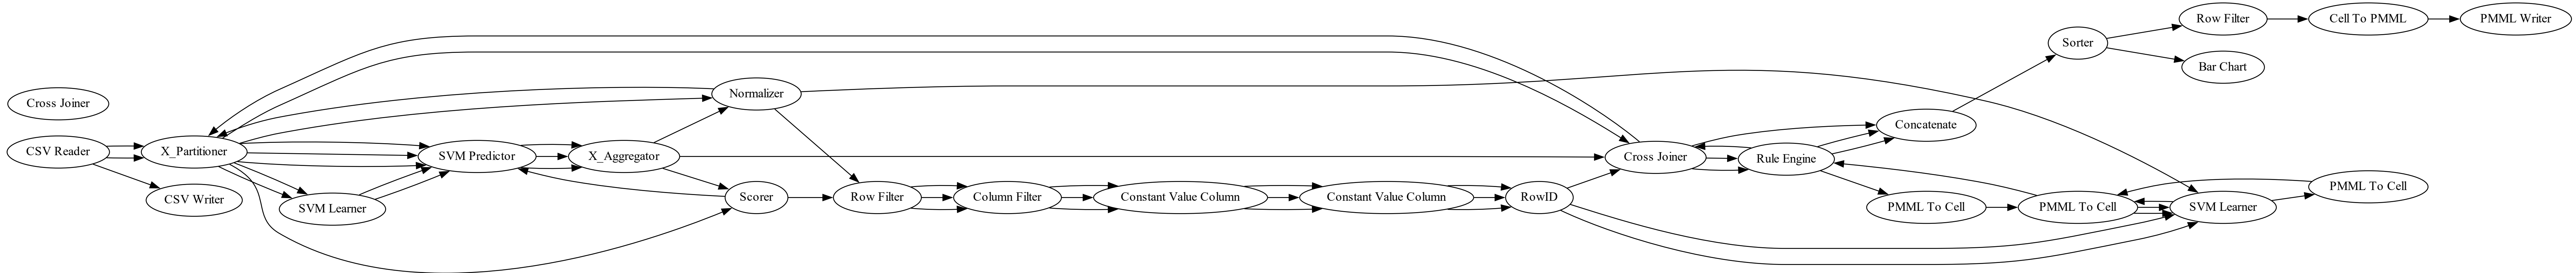 Cross Joiner
CSV Reader
X_Partitioner
CSV Writer
SVM Learner
SVM Predictor
X_Aggregator
Normalizer
Scorer
Row Filter
Column Filter
Constant Value Column
Constant Value Column
RowID
Cross Joiner
Rule Engine
Concatenate
PMML To Cell
Sorter
PMML To Cell
Row Filter
Bar Chart
SVM Learner
Cell To PMML
PMML To Cell
PMML Writer